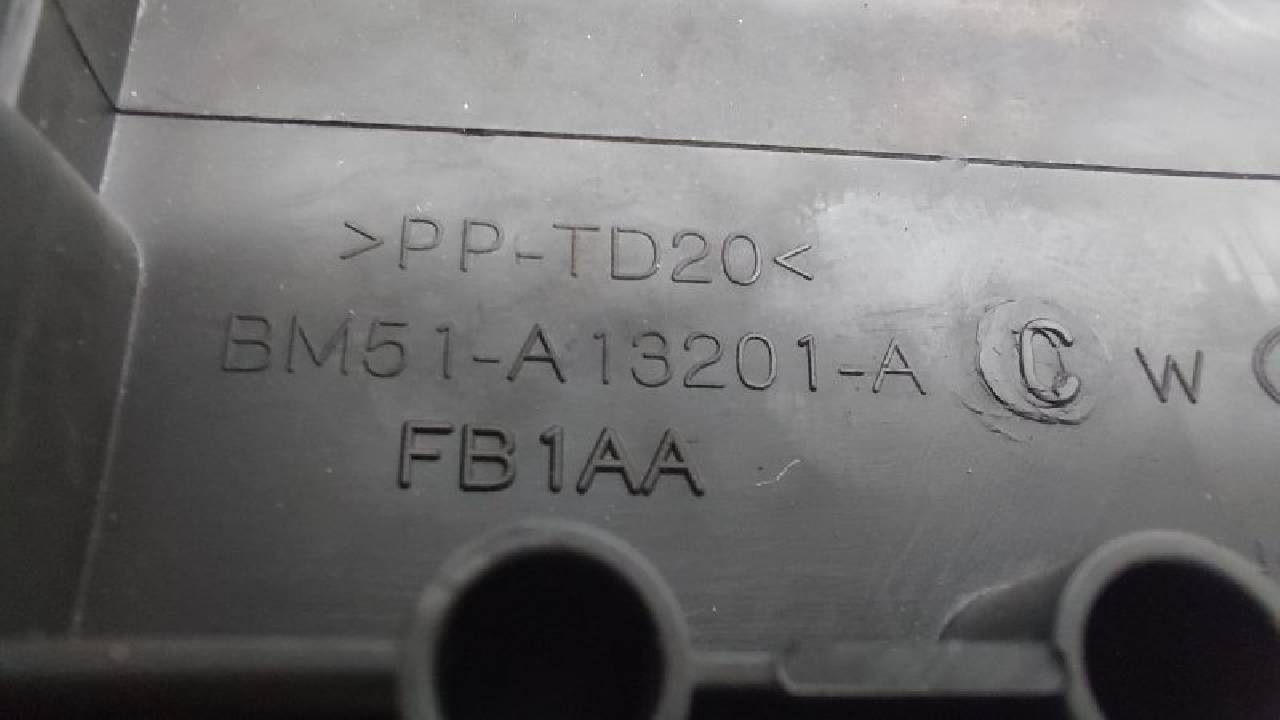 >PP-TD20<
BM51-A13201-A C W
FB1AA